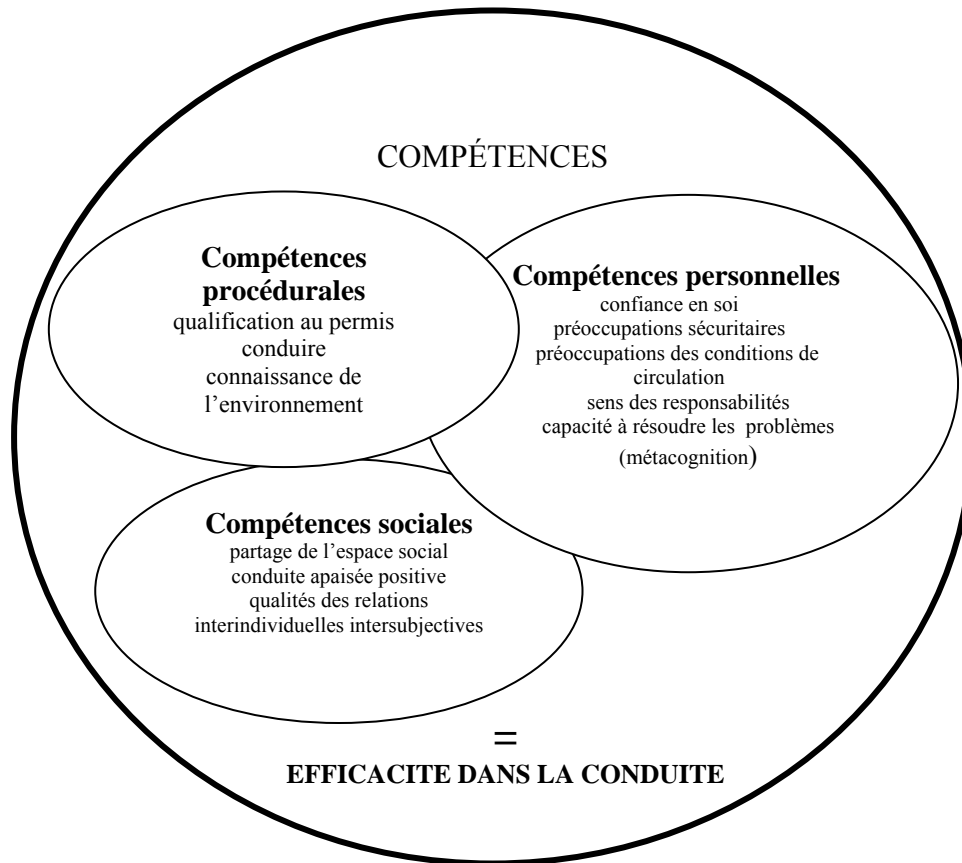 COMPÉTENCES
Compétences
procédurales
qualification au permis
conduire
connaissance de
l’environnement
Compétences personnelles
confiance en soi
préoccupations sécuritaires
préoccupations des conditions de
circulation
sens des responsabilités
capacité à résoudre les problèmes
(métacognition)
Compétences sociales
partage de l’espace social
conduite apaisée positive
qualités des relations
interindividuelles intersubjectives
=
EFFICACITE DANS LA CONDUITE